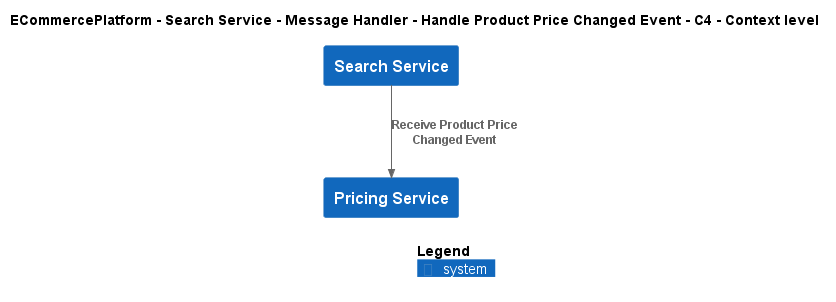 ECommercePlatform - Search Service - Message Handler - Handle Product Price Changed Event - C4 - Context level
Search Service
Receive Product Price
Changed Event
Pricing Service
Legend
system